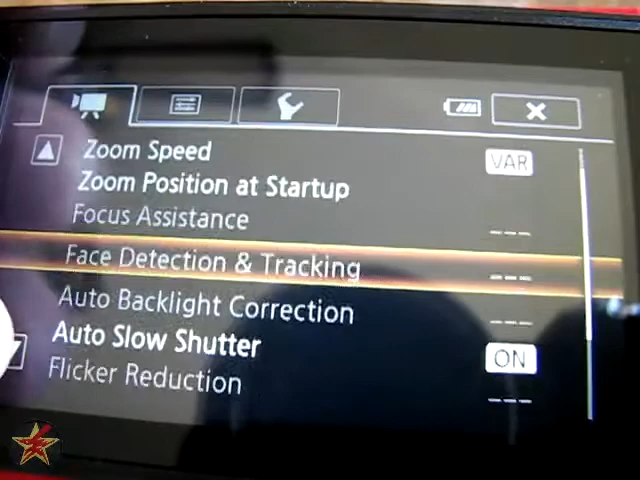 Zoom Speed VAR
Zoom Position at Startup
Focus Assistance ---
Face Detection & Tracking ---
Auto Backlight Correction ---
Auto Slow Shutter ON
Flicker Reduction ---